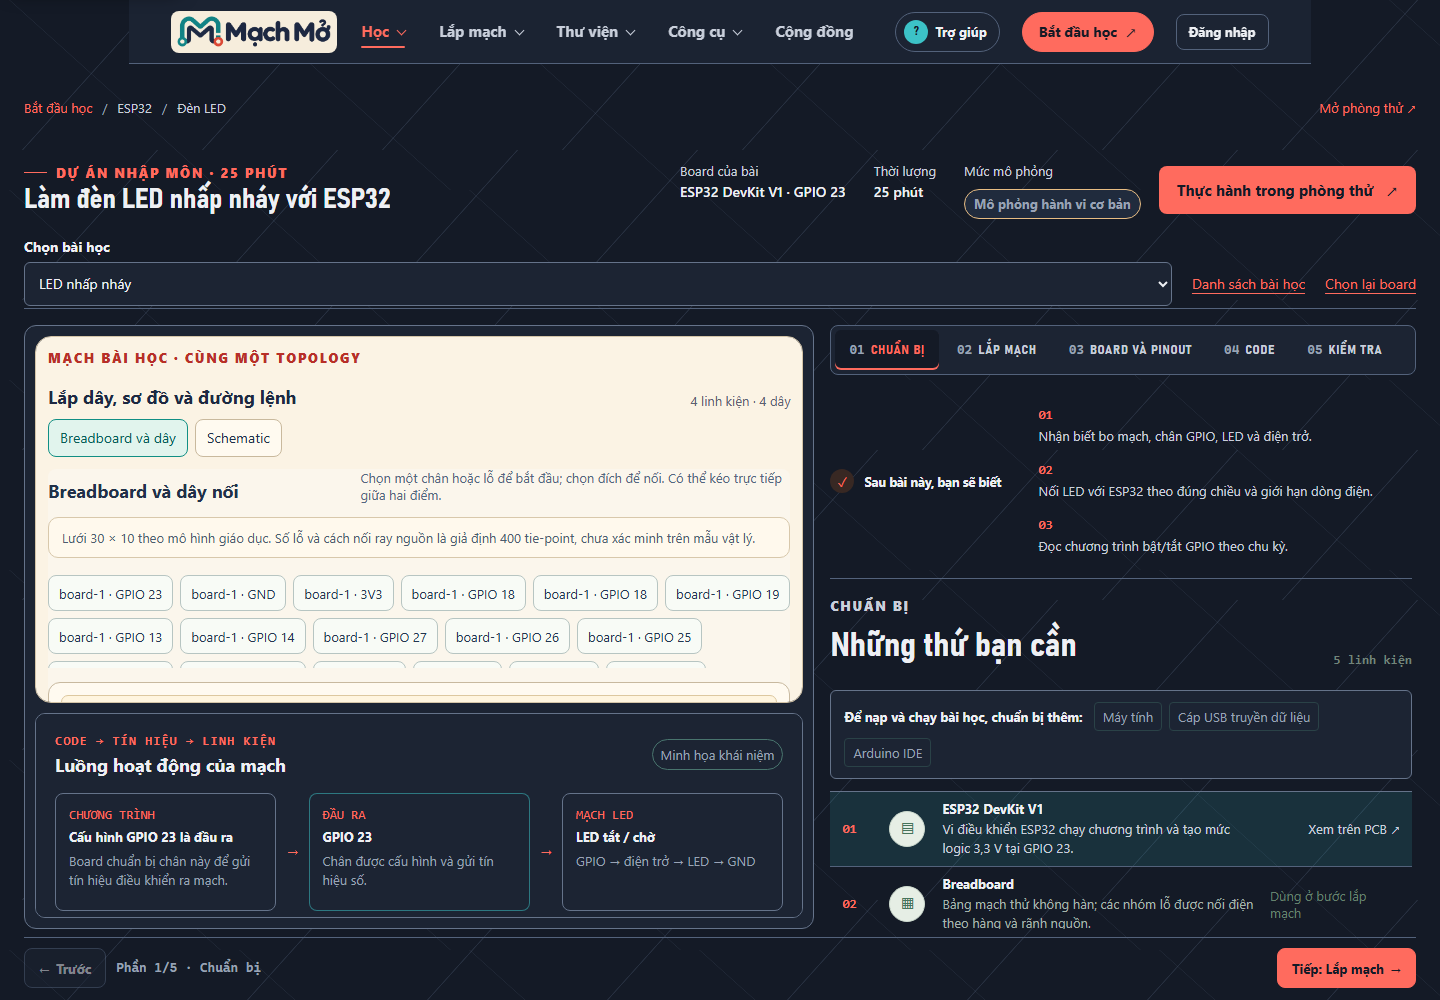 Mạch Mở
Học
Lắp mạch
Thư viện
Công cụ
Cộng đồng
? Trợ giúp
Bắt đầu học ↗
Đăng nhập
Bắt đầu học / ESP32 / Đèn LED
Mở phòng thử ↗
DỰ ÁN NHẬP MÔN · 25 PHÚT
Làm đèn LED nhấp nháy với ESP32
Board của bài
ESP32 DevKit V1 · GPIO 23
Thời lượng
25 phút
Mức mô phỏng
Mô phỏng hành vi cơ bản
Thực hành trong phòng thử ↗
Chọn bài học
LED nhấp nháy
Danh sách bài học
Chọn lại board
MẠCH BÀI HỌC · CÙNG MỘT TOPOLOGY
Lắp dây, sơ đồ và đường lệnh
4 linh kiện · 4 dây
Breadboard và dây
Schematic
Breadboard và dây nối
Chọn một chân hoặc lỗ để bắt đầu; chọn đích để nối. Có thể kéo trực tiếp
giữa hai điểm.
Lưới 30 × 10 theo mô hình giáo dục. Số lỗ và cách nối ray nguồn là giả định 400 tie-point, chưa xác minh trên mẫu vật lý.
board-1 · GPIO 23
board-1 · GND
board-1 · 3V3
board-1 · GPIO 18
board-1 · GPIO 18
board-1 · GPIO 19
board-1 · GPIO 13
board-1 · GPIO 14
board-1 · GPIO 27
board-1 · GPIO 26
board-1 · GPIO 25
CODE → TÍN HIỆU → LINH KIỆN
Luồng hoạt động của mạch
Minh họa khái niệm
CHƯƠNG TRÌNH
Cấu hình GPIO 23 là đầu ra
Board chuẩn bị chân này để gửi
tín hiệu điều khiển ra mạch.
→
ĐẦU RA
GPIO 23
Chân được cấu hình và gửi tín
hiệu số.
→
MẠCH LED
LED tắt / chờ
GPIO → điện trở → LED → GND
01 CHUẨN BỊ
02 LẮP MẠCH
03 BOARD VÀ PINOUT
04 CODE
05 KIỂM TRA
✓ Sau bài này, bạn sẽ biết
01
Nhận biết bo mạch, chân GPIO, LED và điện trở.
02
Nối LED với ESP32 theo đúng chiều và giới hạn dòng điện.
03
Đọc chương trình bật/tắt GPIO theo chu kỳ.
CHUẨN BỊ
Những thứ bạn cần
5 linh kiện
Để nạp và chạy bài học, chuẩn bị thêm:
Máy tính
Cáp USB truyền dữ liệu
Arduino IDE
01
ESP32 DevKit V1
Vi điều khiển ESP32 chạy chương trình và tạo mức
logic 3,3 V tại GPIO 23.
Xem trên PCB ↗
02
Breadboard
Bảng mạch thử không hàn; các nhóm lỗ được nối điện
theo hàng và rãnh nguồn.
Dùng ở bước lắp
mạch
← Trước
Phần 1/5 · Chuẩn bị
Tiếp: Lắp mạch →